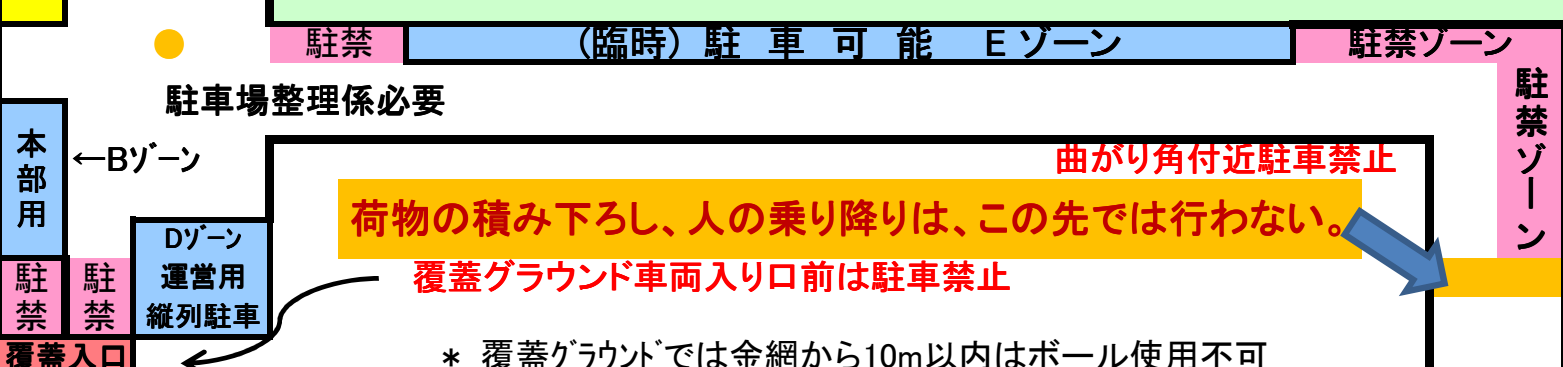 駐禁
(臨時) 駐 車 可 能 E ゾーン
駐禁ゾーン
駐禁ゾーン
駐車場整理係必要
本部用
←Bｿﾞｰﾝ
曲がり角付近駐車禁止
荷物の積み下ろし、人の乗り降りは、この先では行わない。
Dｿﾞｰﾝ
運営用
縦列駐車
駐禁
駐禁
覆蓋グラウンド車両入り口前は駐車禁止
覆蓋入口
* 覆蓋ｸﾞﾗｳﾝﾄﾞでは金網から10m以内はボール使用不可